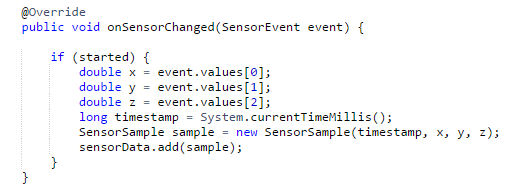 @Override
public void onSensorChanged(SensorEvent event) {
if (started) {
double x = event.values[0];
double y = event.values[1];
double z = event.values[2];
long timestamp = System.currentTimeMillis();
SensorSample sample = new SensorSample(timestamp, x, y, z);
sensorData.add(sample);
}
}